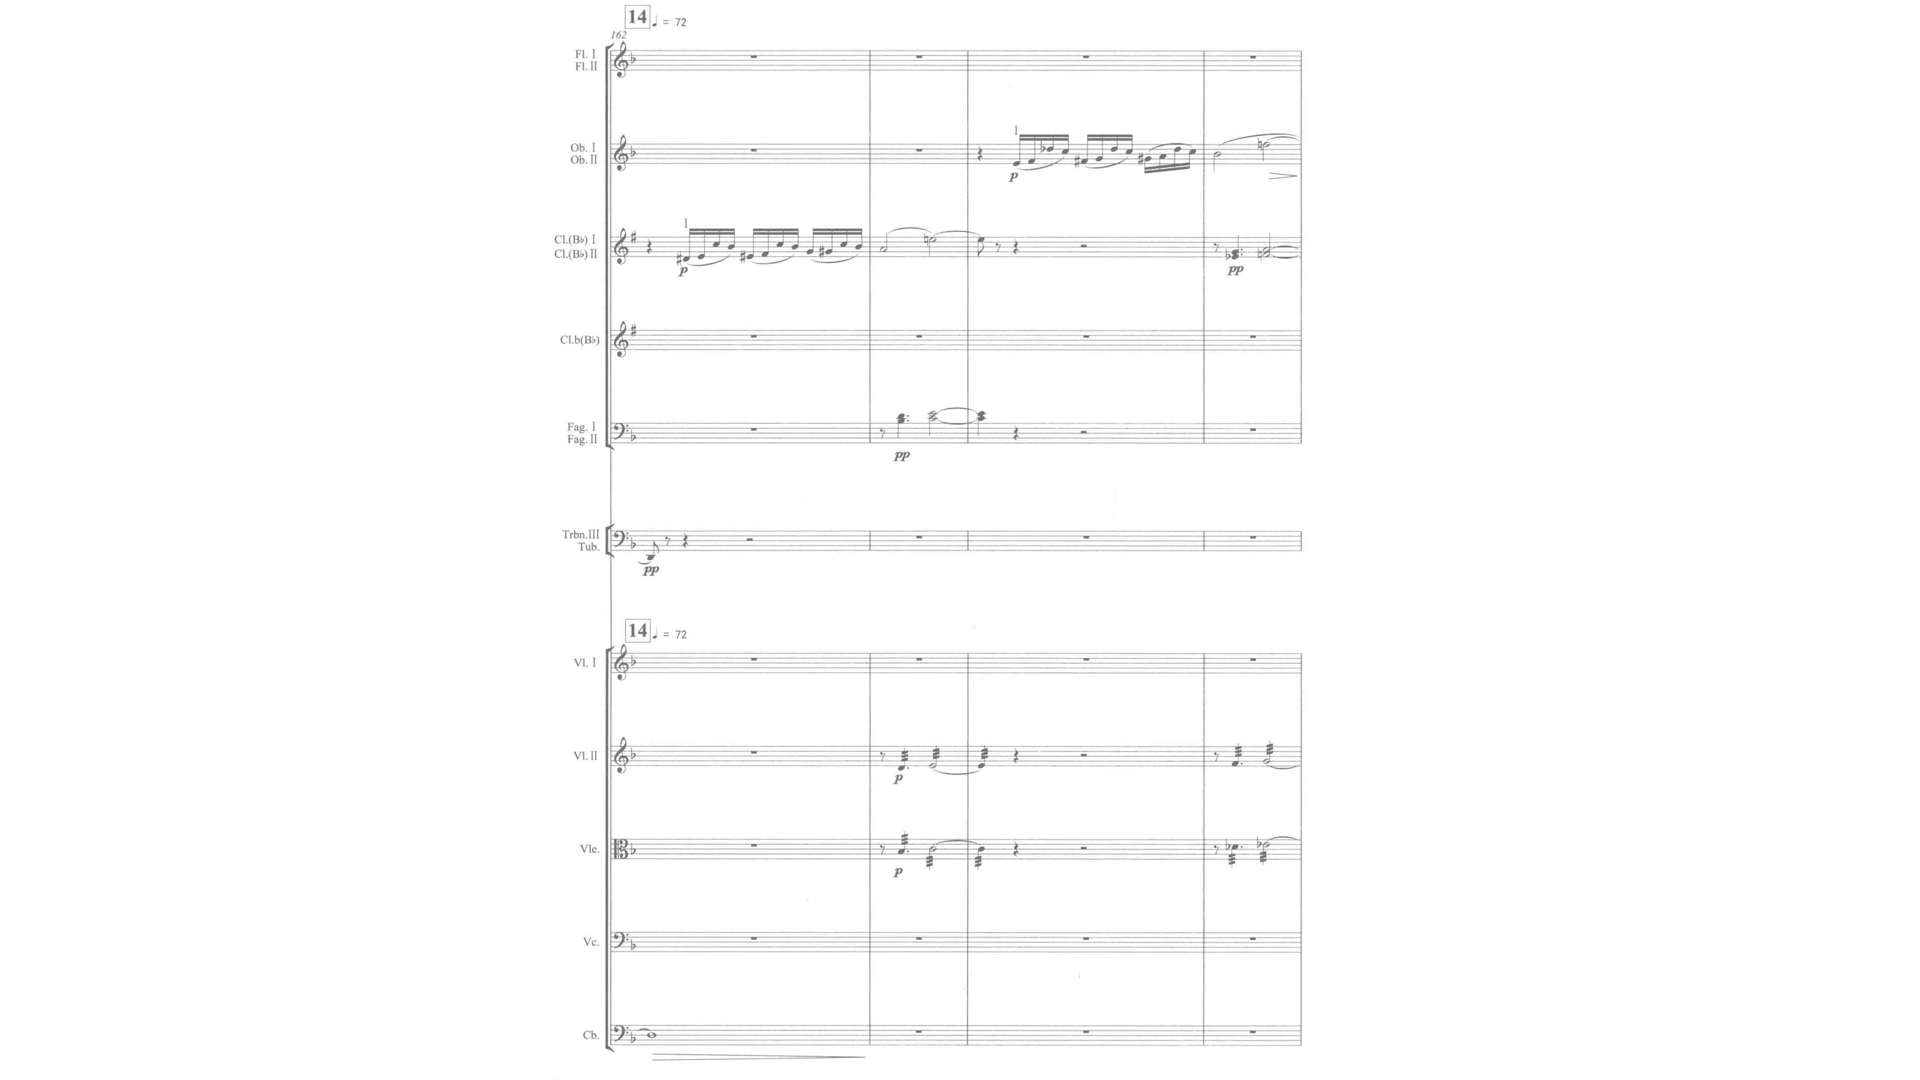 14 ♩ = 72
162
Fl. I
Fl. II
I
Ob. I
Ob. II
p
I
Cl.(B♭) I
Cl.(B♭) II
p
pp
Cl.b(B♭)
Fag. I
Fag. II
pp
Trbn.III
Tub.
pp
14 ♩ = 72
Vl. I
Vl. II
p
Vle.
p
Vc.
Cb.